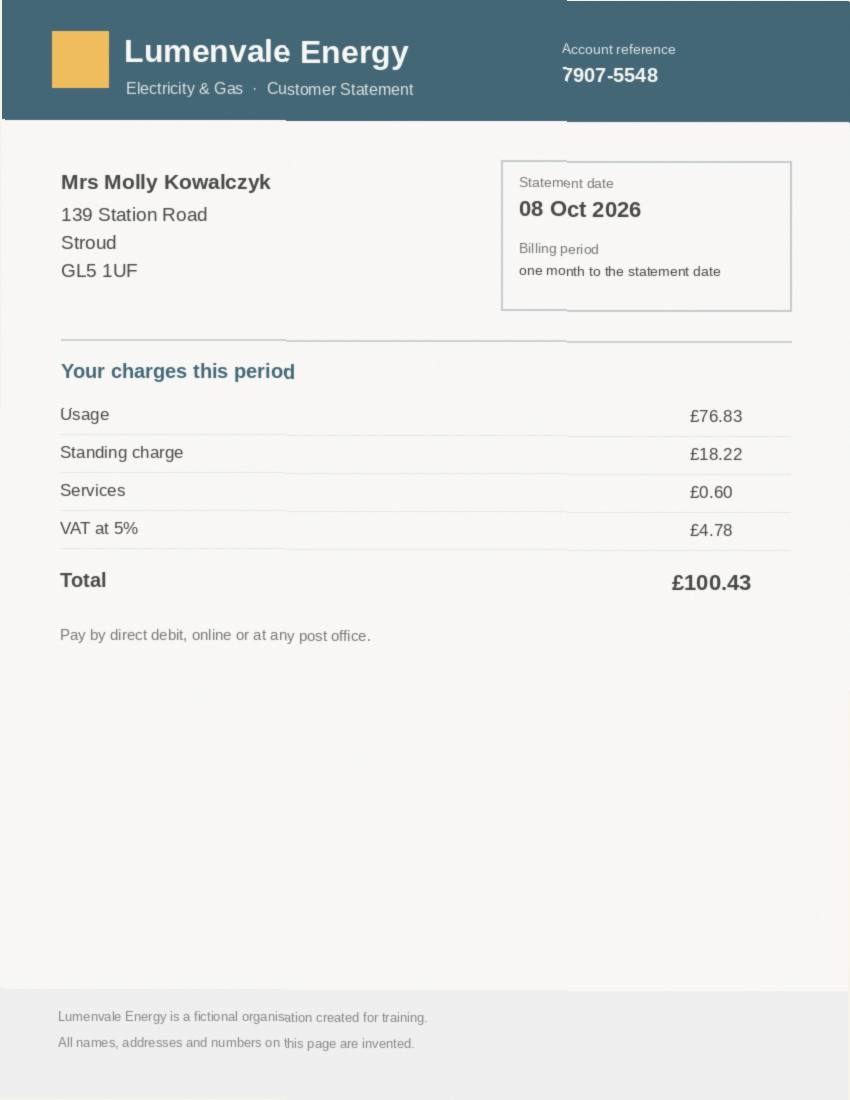 Lumenvale Energy
Electricity & Gas · Customer Statement
Account reference
7907-5548
Mrs Molly Kowalczyk
139 Station Road
Stroud
GL5 1UF
Statement date
08 Oct 2026
Billing period
one month to the statement date
Your charges this period
Usage £76.83
Standing charge £18.22
Services £0.60
VAT at 5% £4.78
Total £100.43
Pay by direct debit, online or at any post office.
Lumenvale Energy is a fictional organisation created for training.
All names, addresses and numbers on this page are invented.